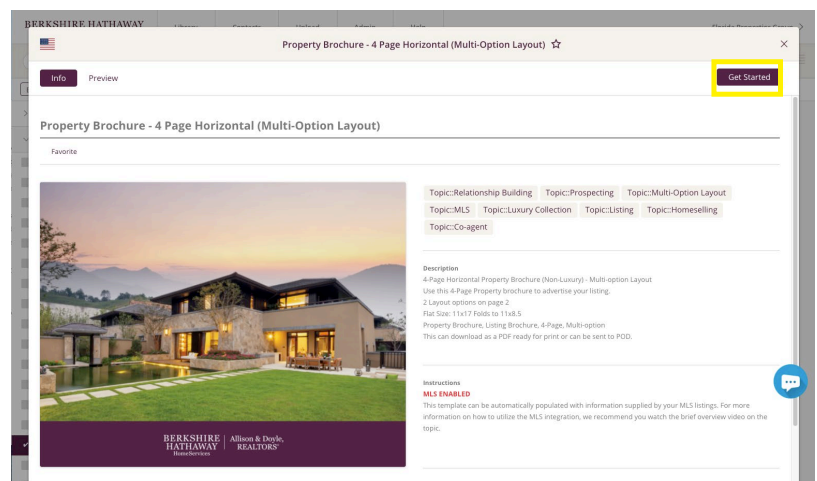 BERKSHIRE HATHAWAY Library Contacts Upload Admin Help Florida Properties Group
Property Brochure - 4 Page Horizontal (Multi-Option Layout)
Info Preview Get Started
Property Brochure - 4 Page Horizontal (Multi-Option Layout)
Favorite
Topic::Relationship Building Topic::Prospecting Topic::Multi-Option Layout
Topic::MLS Topic::Luxury Collection Topic::Listing Topic::Homeselling
Topic::Co-agent
Description
4-Page Horizontal Property Brochure (Non-Luxury) - Multi-option Layout
Use this 4-Page Property brochure to advertise your listing.
2 Layout options on page 2
Flat Size: 11x17 Folds to 11x8.5
Property Brochure, Listing Brochure, 4-Page, Multi-option
This can download as a PDF ready for print or can be sent to POD.
Instructions
MLS ENABLED
This template can be automatically populated with information supplied by your MLS listings. For more
information on how to utilize the MLS integration, we recommend you watch the brief overview video on the
topic.
BERKSHIRE HATHAWAY HomeServices
Allison & Doyle, REALTORS'